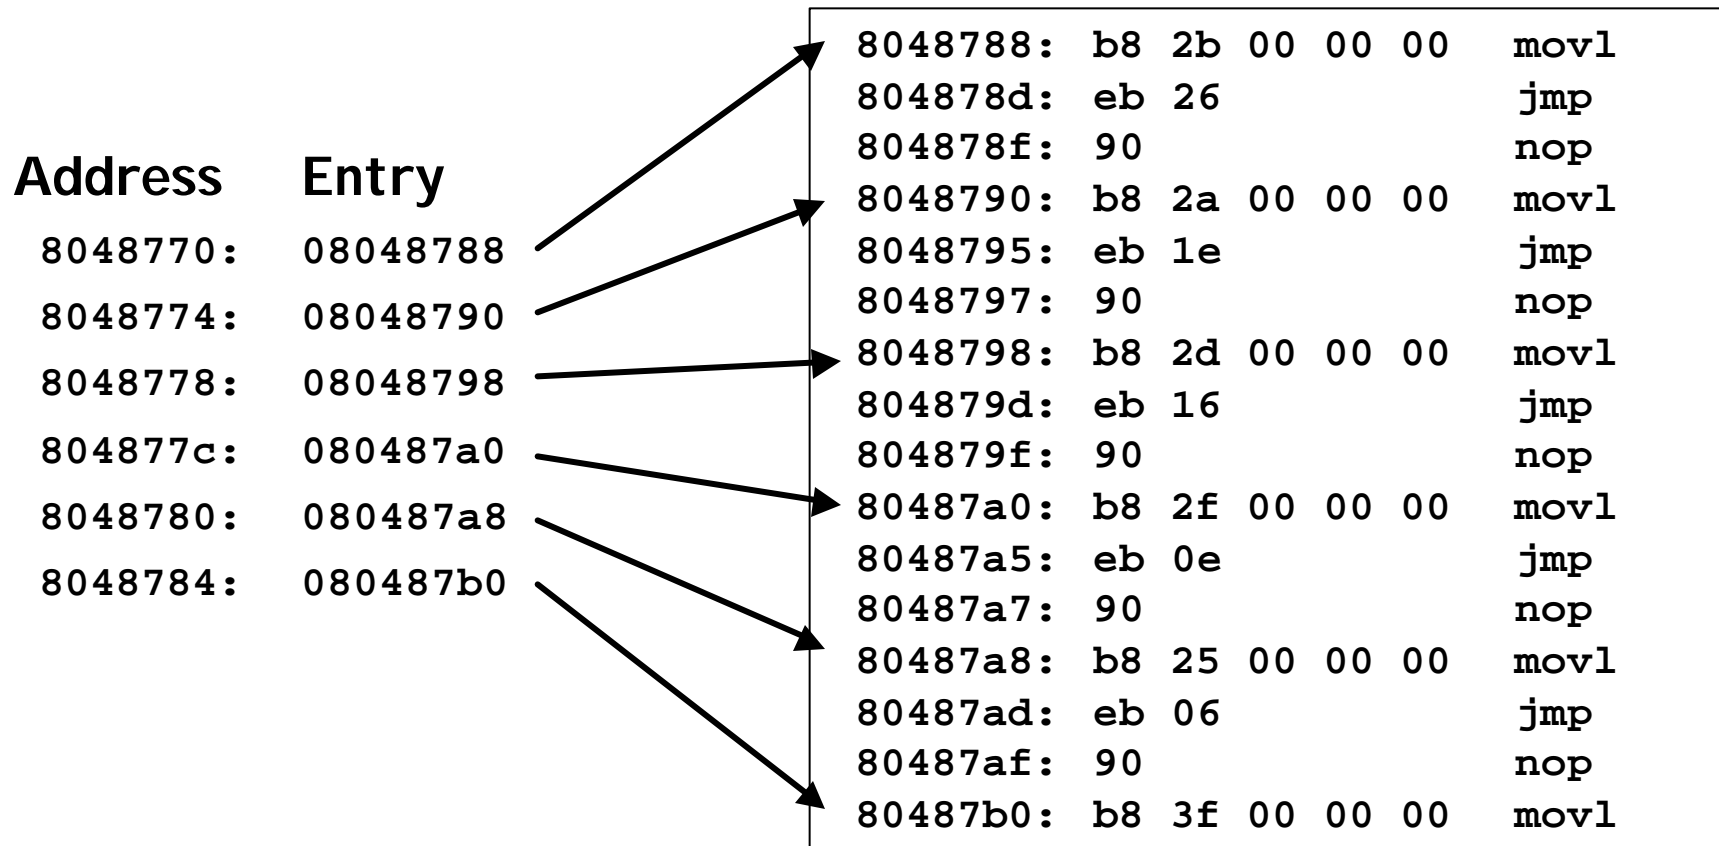 Address Entry
8048770: 08048788
8048774: 08048790
8048778: 08048798
804877c: 080487a0
8048780: 080487a8
8048784: 080487b0
8048788: b8 2b 00 00 00 movl
804878d: eb 26 jmp
804878f: 90 nop
8048790: b8 2a 00 00 00 movl
8048795: eb 1e jmp
8048797: 90 nop
8048798: b8 2d 00 00 00 movl
804879d: eb 16 jmp
804879f: 90 nop
80487a0: b8 2f 00 00 00 movl
80487a5: eb 0e jmp
80487a7: 90 nop
80487a8: b8 25 00 00 00 movl
80487ad: eb 06 jmp
80487af: 90 nop
80487b0: b8 3f 00 00 00 movl